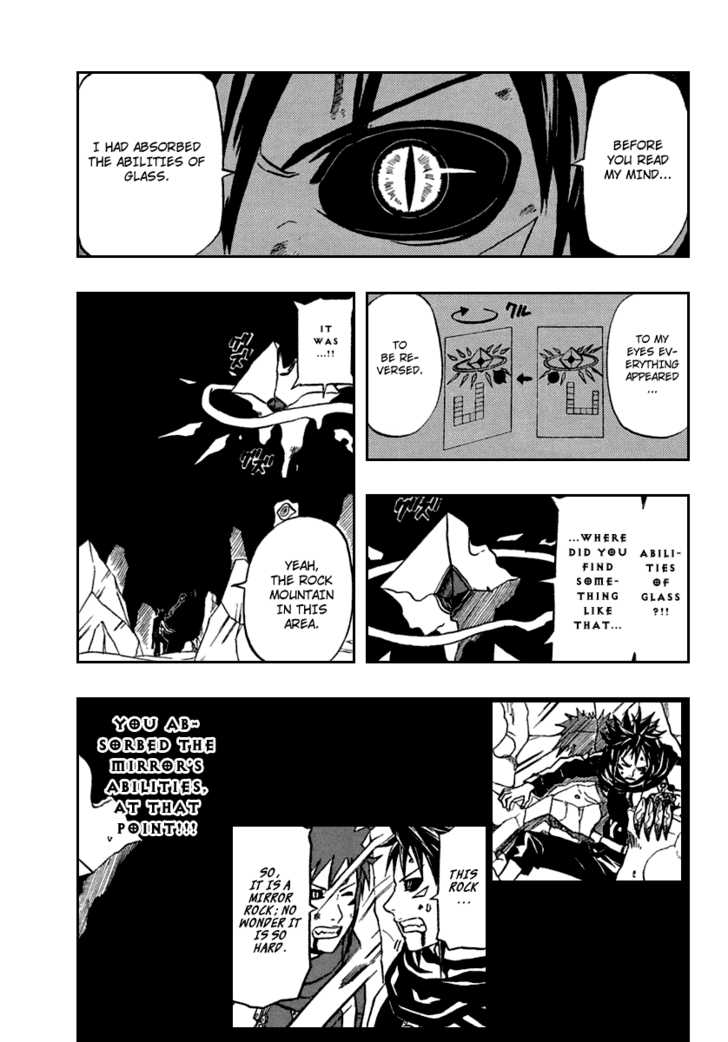 BEFORE
YOU READ
MY MIND...
I HAD ABSORBED
THE ABILITIES OF
GLASS.
TO MY
EYES EV-
ERYTHING
APPEARED
...
TO
BE RE-
VERSED.
クル
ABILI-
TIES
OF
GLASS
?!!
...WHERE
DID YOU
FIND
SOME-
THING
LIKE
THAT...
IT
WAS
...!!
YEAH,
THE ROCK
MOUNTAIN
IN THIS
AREA.
THIS
ROCK
...
SO,
IT IS A
MIRROR
ROCK; NO
WONDER IT
IS SO
HARD.
YOU AB-
SORBED THE
MIRROR'S
ABILITIES,
AT THAT
POINT!!!